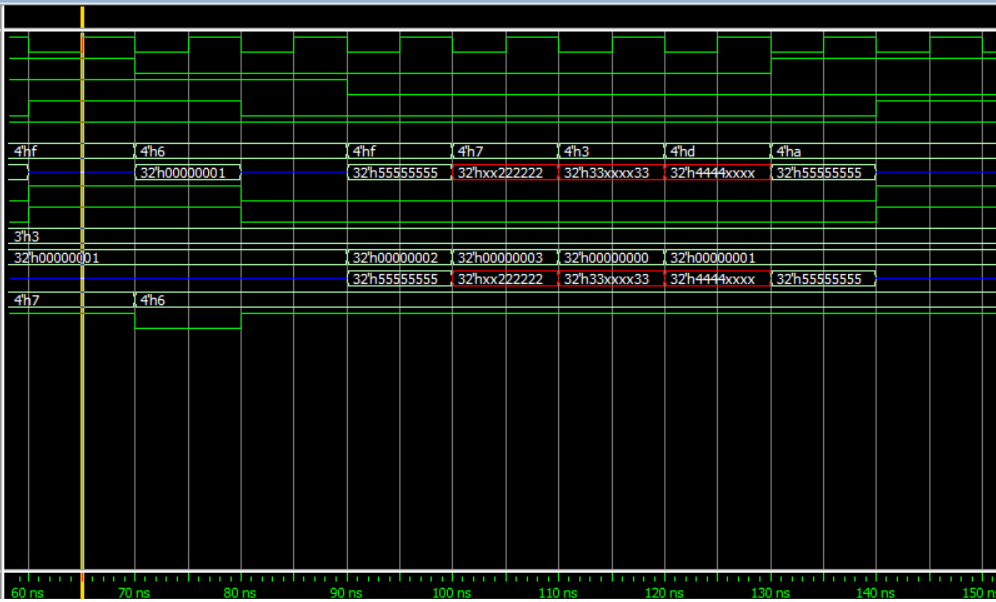 4'hf 4'h6 4'hf 4'h7 4'h3 4'hd 4'ha
32'h00000001 32'h55555555 32'hxx222222 32'h33xxxx33 32'h4444xxxx 32'h55555555
3'h3
32'h00000001 32'h00000002 32'h00000003 32'h00000000 32'h00000001
32'h55555555 32'hxx222222 32'h33xxxx33 32'h4444xxxx 32'h55555555
4'h7 4'h6
60 ns 70 ns 80 ns 90 ns 100 ns 110 ns 120 ns 130 ns 140 ns 150 n